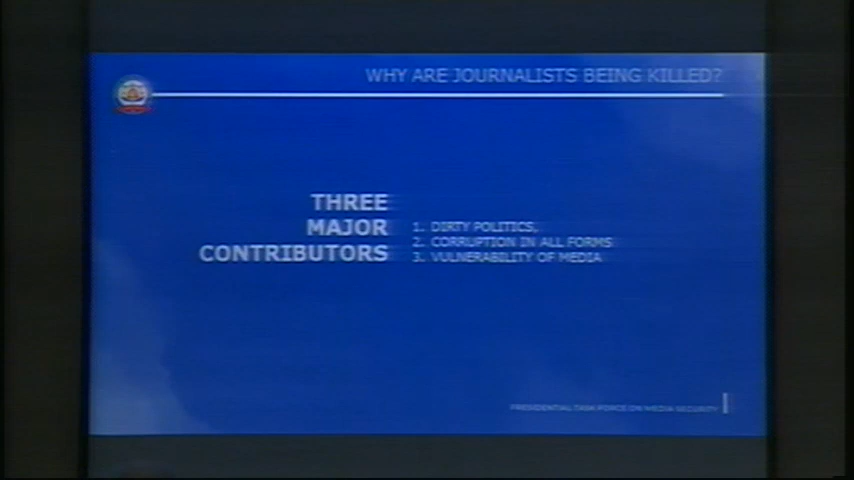 WHY ARE JOURNALISTS BEING KILLED?
THREE
MAJOR
CONTRIBUTORS
1. DIRTY POLITICS,
2. CORRUPTION IN ALL FORMS
3. VULNERABILITY OF MEDIA
PRESIDENTIAL TASK FORCE ON MEDIA SECURITY